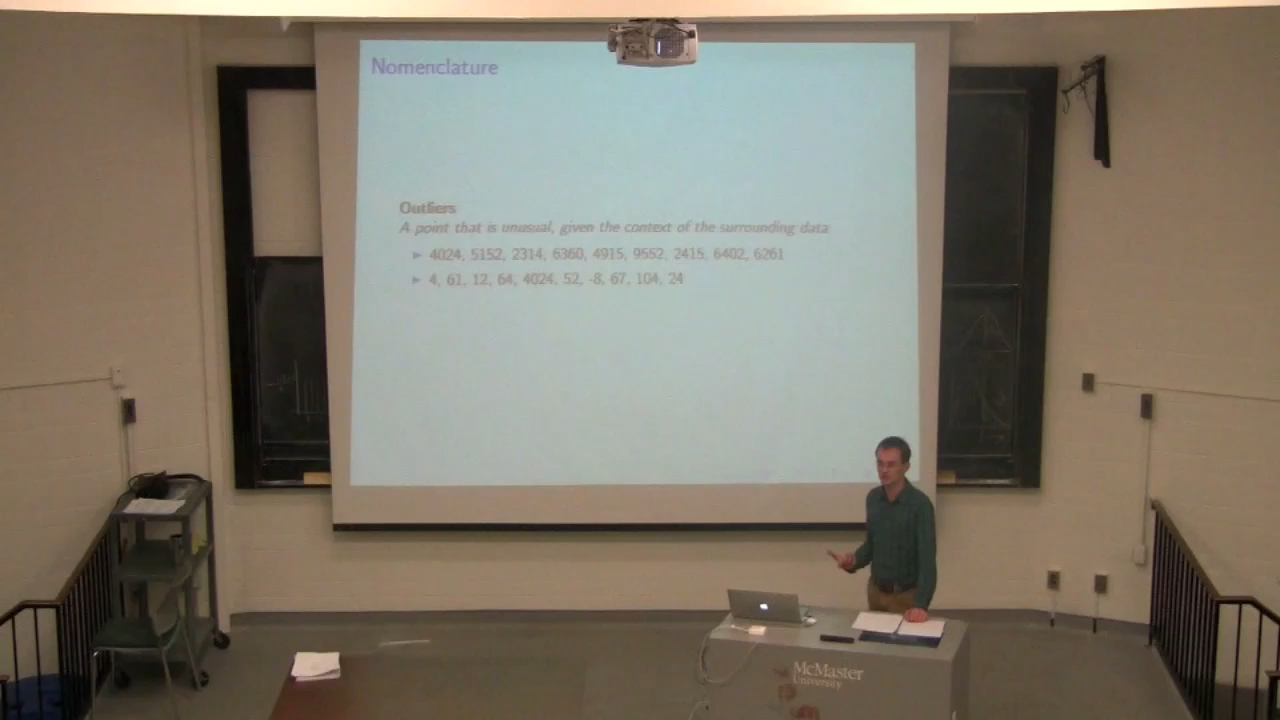 Nomenclature
Outliers
A point that is unusual, given the context of the surrounding data
▶ 4024, 5152, 2314, 6360, 4915, 9552, 2415, 6402, 6261
▶ 4, 61, 12, 64, 4024, 52, -8, 67, 104, 24
McMaster
University